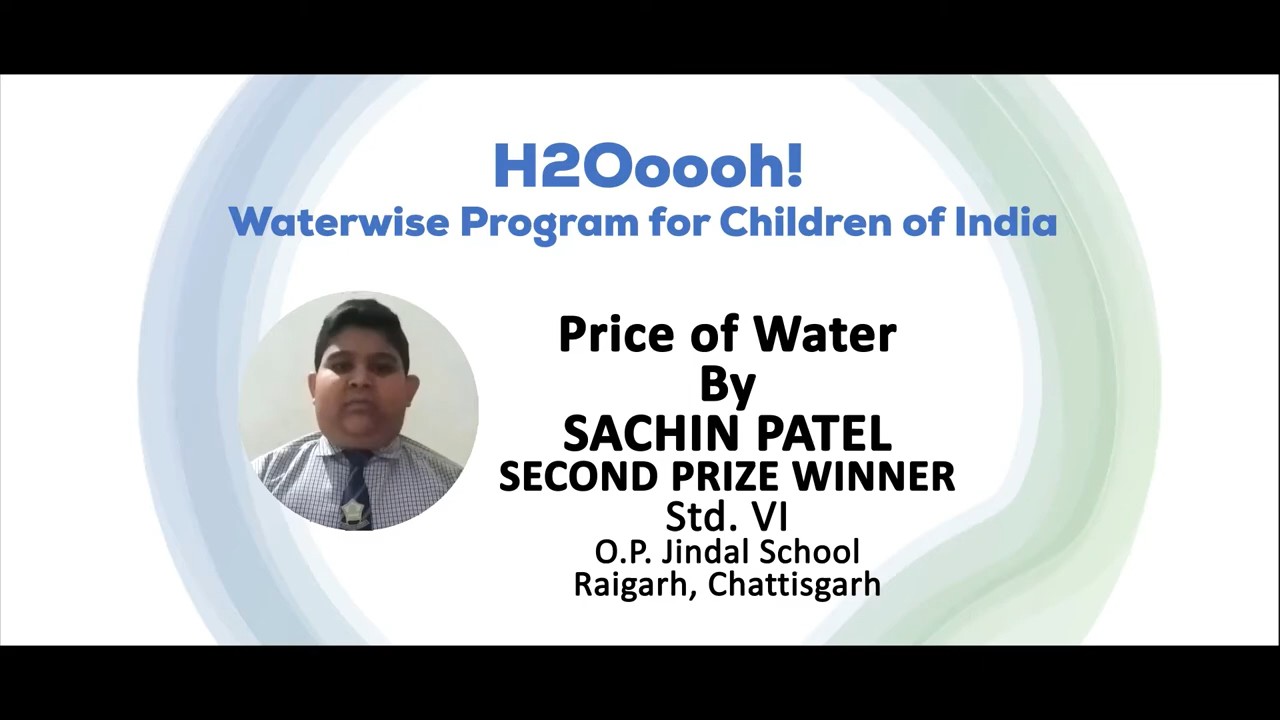 H2Ooooh!
Waterwise Program for Children of India
Price of Water
By
SACHIN PATEL
SECOND PRIZE WINNER
Std. VI
O.P. Jindal School
Raigarh, Chattisgarh